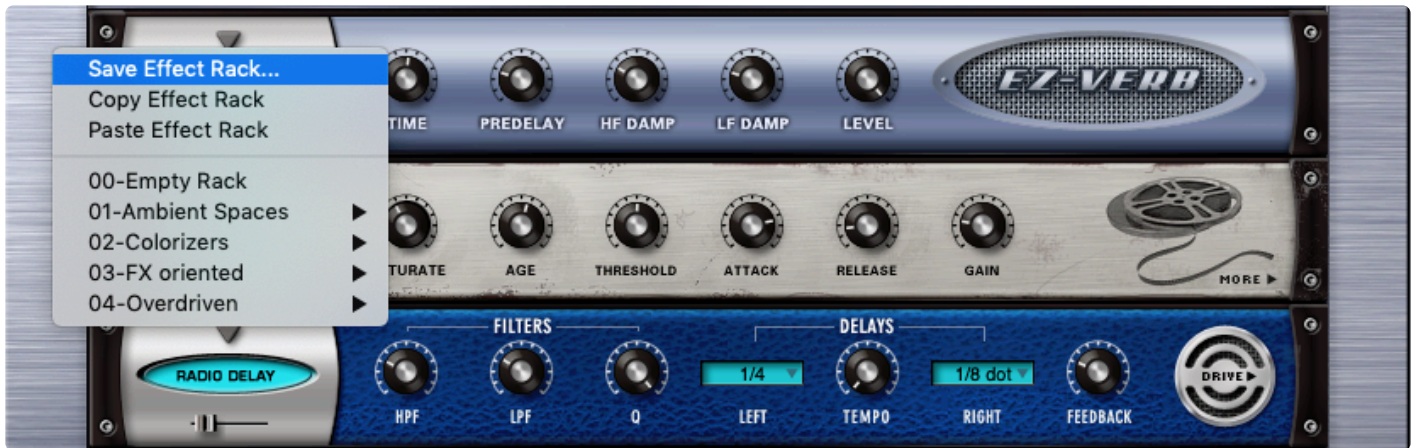 Save Effect Rack...
Copy Effect Rack
Paste Effect Rack
00-Empty Rack
01-Ambient Spaces
02-Colorizers
03-FX oriented
04-Overdriven
TIME PREDELAY HF DAMP LF DAMP LEVEL
EZ-VERB
TURATE AGE THRESHOLD ATTACK RELEASE GAIN
MORE
FILTERS DELAYS
RADIO DELAY
1/4 1/8 dot
DRIVE
HPF LPF Q LEFT TEMPO RIGHT FEEDBACK